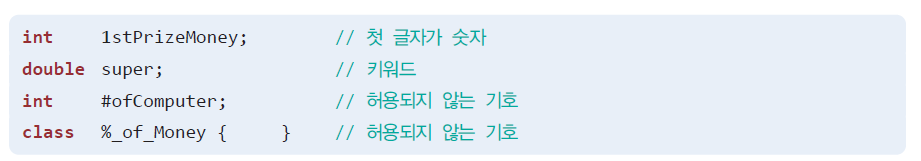 int 1stPrizeMoney; // 첫 글자가 숫자
double super; // 키워드
int #ofComputer; // 허용되지 않는 기호
class %_of_Money { } // 허용되지 않는 기호